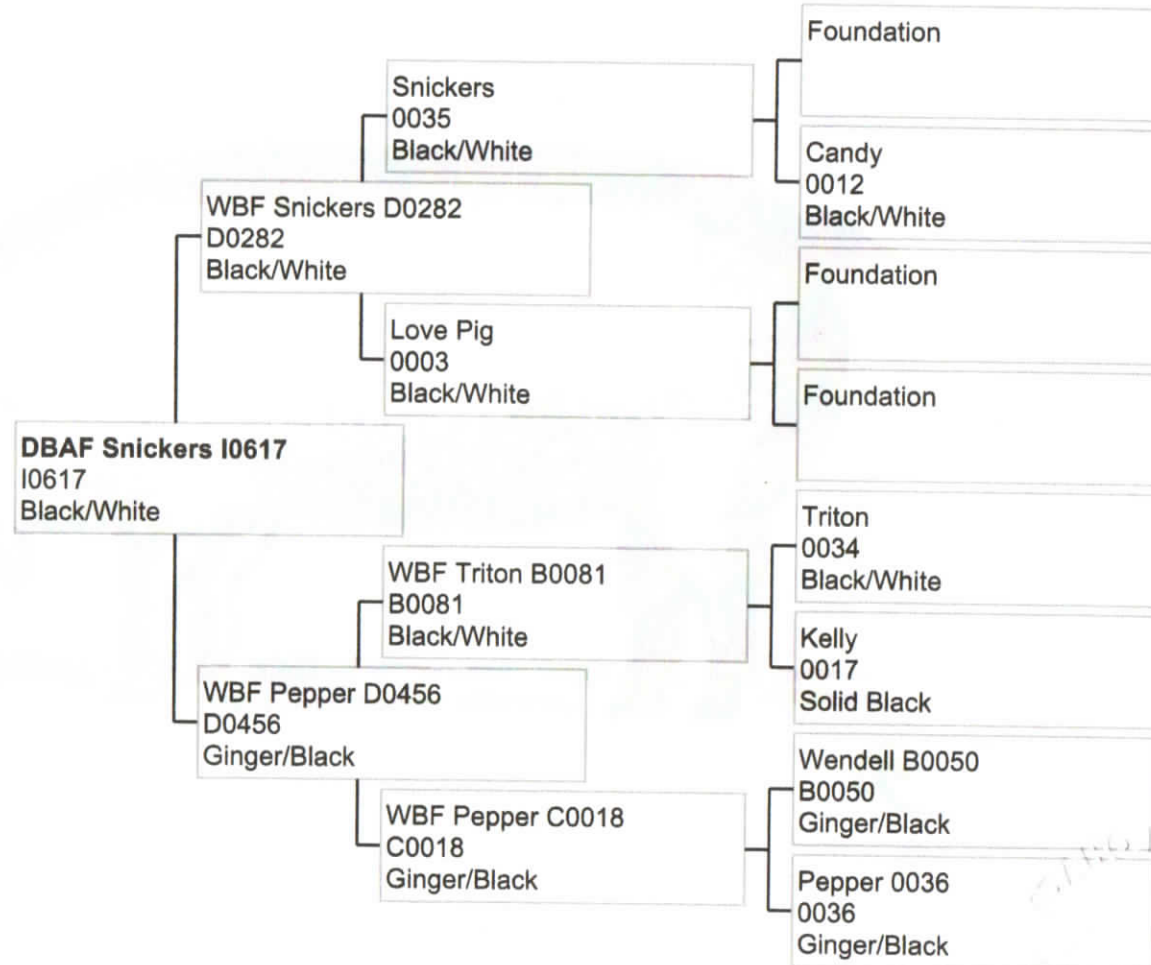 Foundation
Snickers
0035
Black/White
Candy
0012
Black/White
WBF Snickers D0282
D0282
Black/White
Foundation
Love Pig
0003
Black/White
Foundation
DBAF Snickers I0617
I0617
Black/White
Triton
0034
Black/White
WBF Triton B0081
B0081
Black/White
Kelly
0017
Solid Black
WBF Pepper D0456
D0456
Ginger/Black
Wendell B0050
B0050
Ginger/Black
WBF Pepper C0018
C0018
Ginger/Black
Pepper 0036
0036
Ginger/Black